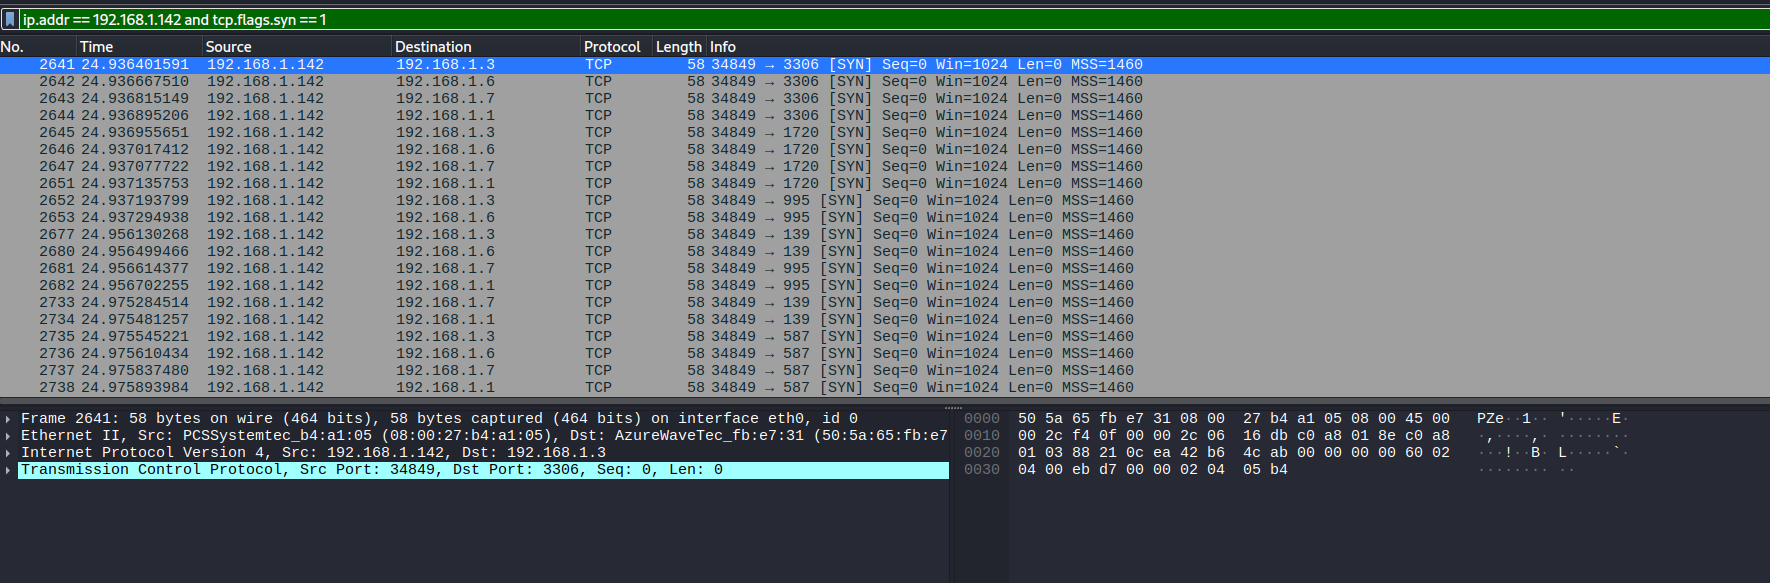 ip.addr == 192.168.1.142 and tcp.flags.syn == 1
No. Time Source Destination Protocol Length Info
2641 24.936401591 192.168.1.142 192.168.1.3 TCP 58 34849 → 3306 [SYN] Seq=0 Win=1024 Len=0 MSS=1460
2642 24.936667510 192.168.1.142 192.168.1.6 TCP 58 34849 → 3306 [SYN] Seq=0 Win=1024 Len=0 MSS=1460
2643 24.936815149 192.168.1.142 192.168.1.7 TCP 58 34849 → 3306 [SYN] Seq=0 Win=1024 Len=0 MSS=1460
2644 24.936895206 192.168.1.142 192.168.1.1 TCP 58 34849 → 3306 [SYN] Seq=0 Win=1024 Len=0 MSS=1460
2645 24.936955651 192.168.1.142 192.168.1.3 TCP 58 34849 → 1720 [SYN] Seq=0 Win=1024 Len=0 MSS=1460
2646 24.937017412 192.168.1.142 192.168.1.6 TCP 58 34849 → 1720 [SYN] Seq=0 Win=1024 Len=0 MSS=1460
2647 24.937077722 192.168.1.142 192.168.1.7 TCP 58 34849 → 1720 [SYN] Seq=0 Win=1024 Len=0 MSS=1460
2651 24.937135753 192.168.1.142 192.168.1.1 TCP 58 34849 → 1720 [SYN] Seq=0 Win=1024 Len=0 MSS=1460
2652 24.937193799 192.168.1.142 192.168.1.3 TCP 58 34849 → 995 [SYN] Seq=0 Win=1024 Len=0 MSS=1460
2653 24.937294938 192.168.1.142 192.168.1.6 TCP 58 34849 → 995 [SYN] Seq=0 Win=1024 Len=0 MSS=1460
2677 24.956130268 192.168.1.142 192.168.1.3 TCP 58 34849 → 139 [SYN] Seq=0 Win=1024 Len=0 MSS=1460
2680 24.956499466 192.168.1.142 192.168.1.6 TCP 58 34849 → 139 [SYN] Seq=0 Win=1024 Len=0 MSS=1460
2681 24.956614377 192.168.1.142 192.168.1.7 TCP 58 34849 → 995 [SYN] Seq=0 Win=1024 Len=0 MSS=1460
2682 24.956702255 192.168.1.142 192.168.1.1 TCP 58 34849 → 995 [SYN] Seq=0 Win=1024 Len=0 MSS=1460
2733 24.975284514 192.168.1.142 192.168.1.7 TCP 58 34849 → 139 [SYN] Seq=0 Win=1024 Len=0 MSS=1460
2734 24.975481257 192.168.1.142 192.168.1.1 TCP 58 34849 → 139 [SYN] Seq=0 Win=1024 Len=0 MSS=1460
2735 24.975545221 192.168.1.142 192.168.1.3 TCP 58 34849 → 587 [SYN] Seq=0 Win=1024 Len=0 MSS=1460
2736 24.975610434 192.168.1.142 192.168.1.6 TCP 58 34849 → 587 [SYN] Seq=0 Win=1024 Len=0 MSS=1460
2737 24.975837480 192.168.1.142 192.168.1.7 TCP 58 34849 → 587 [SYN] Seq=0 Win=1024 Len=0 MSS=1460
2738 24.975893984 192.168.1.142 192.168.1.1 TCP 58 34849 → 587 [SYN] Seq=0 Win=1024 Len=0 MSS=1460
Frame 2641: 58 bytes on wire (464 bits), 58 bytes captured (464 bits) on interface eth0, id 0
Ethernet II, Src: PCSSystemtec_b4:a1:05 (08:00:27:b4:a1:05), Dst: AzureWaveTec_fb:e7:31 (50:5a:65:fb:e7
Internet Protocol Version 4, Src: 192.168.1.142, Dst: 192.168.1.3
Transmission Control Protocol, Src Port: 34849, Dst Port: 3306, Seq: 0, Len: 0
0000 50 5a 65 fb e7 31 08 00 27 b4 a1 05 08 00 45 00 PZe··1·· '·····E·
0010 00 2c f4 0f 00 00 2c 06 16 db c0 a8 01 8e c0 a8 ·,····,· ········
0020 01 03 88 21 0c ea 42 b6 4c ab 00 00 00 00 60 02 ···!··B· L·····`·
0030 04 00 eb d7 00 00 02 04 05 b4 ········ ··